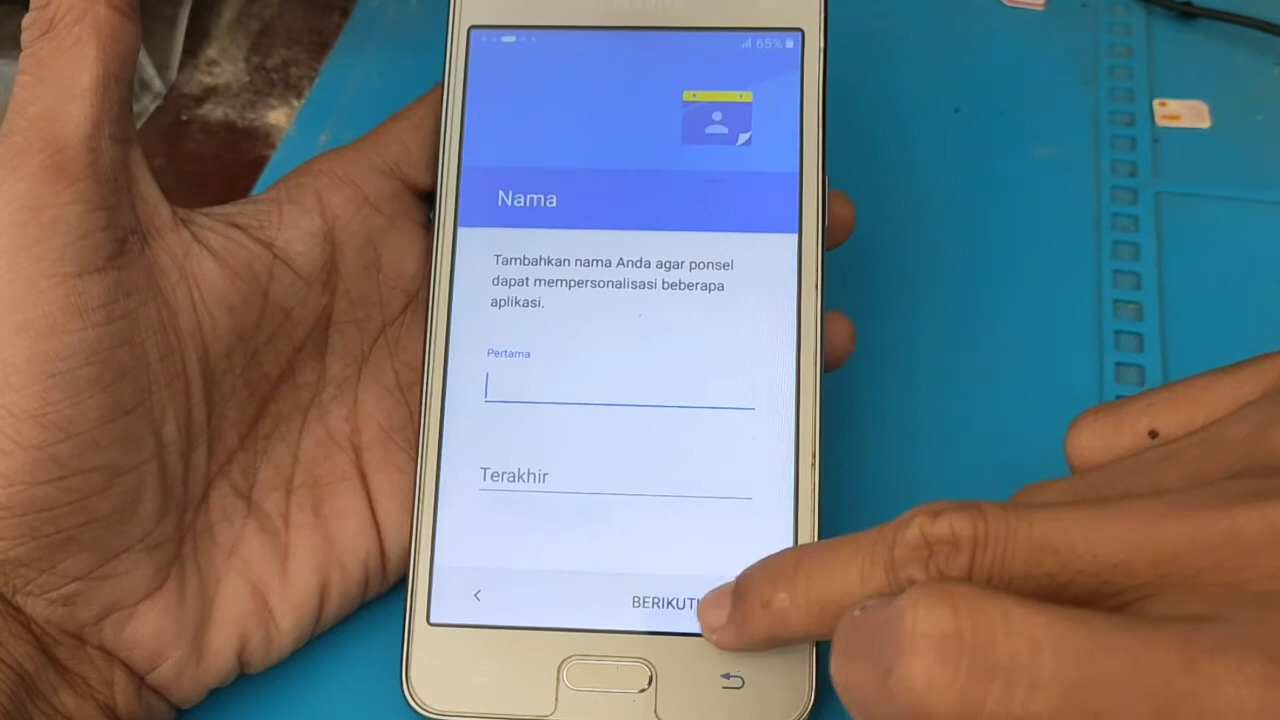 65%
Nama
Tambahkan nama Anda agar ponsel
dapat mempersonalisasi beberapa
aplikasi.
Pertama
Terakhir
BERIKUT